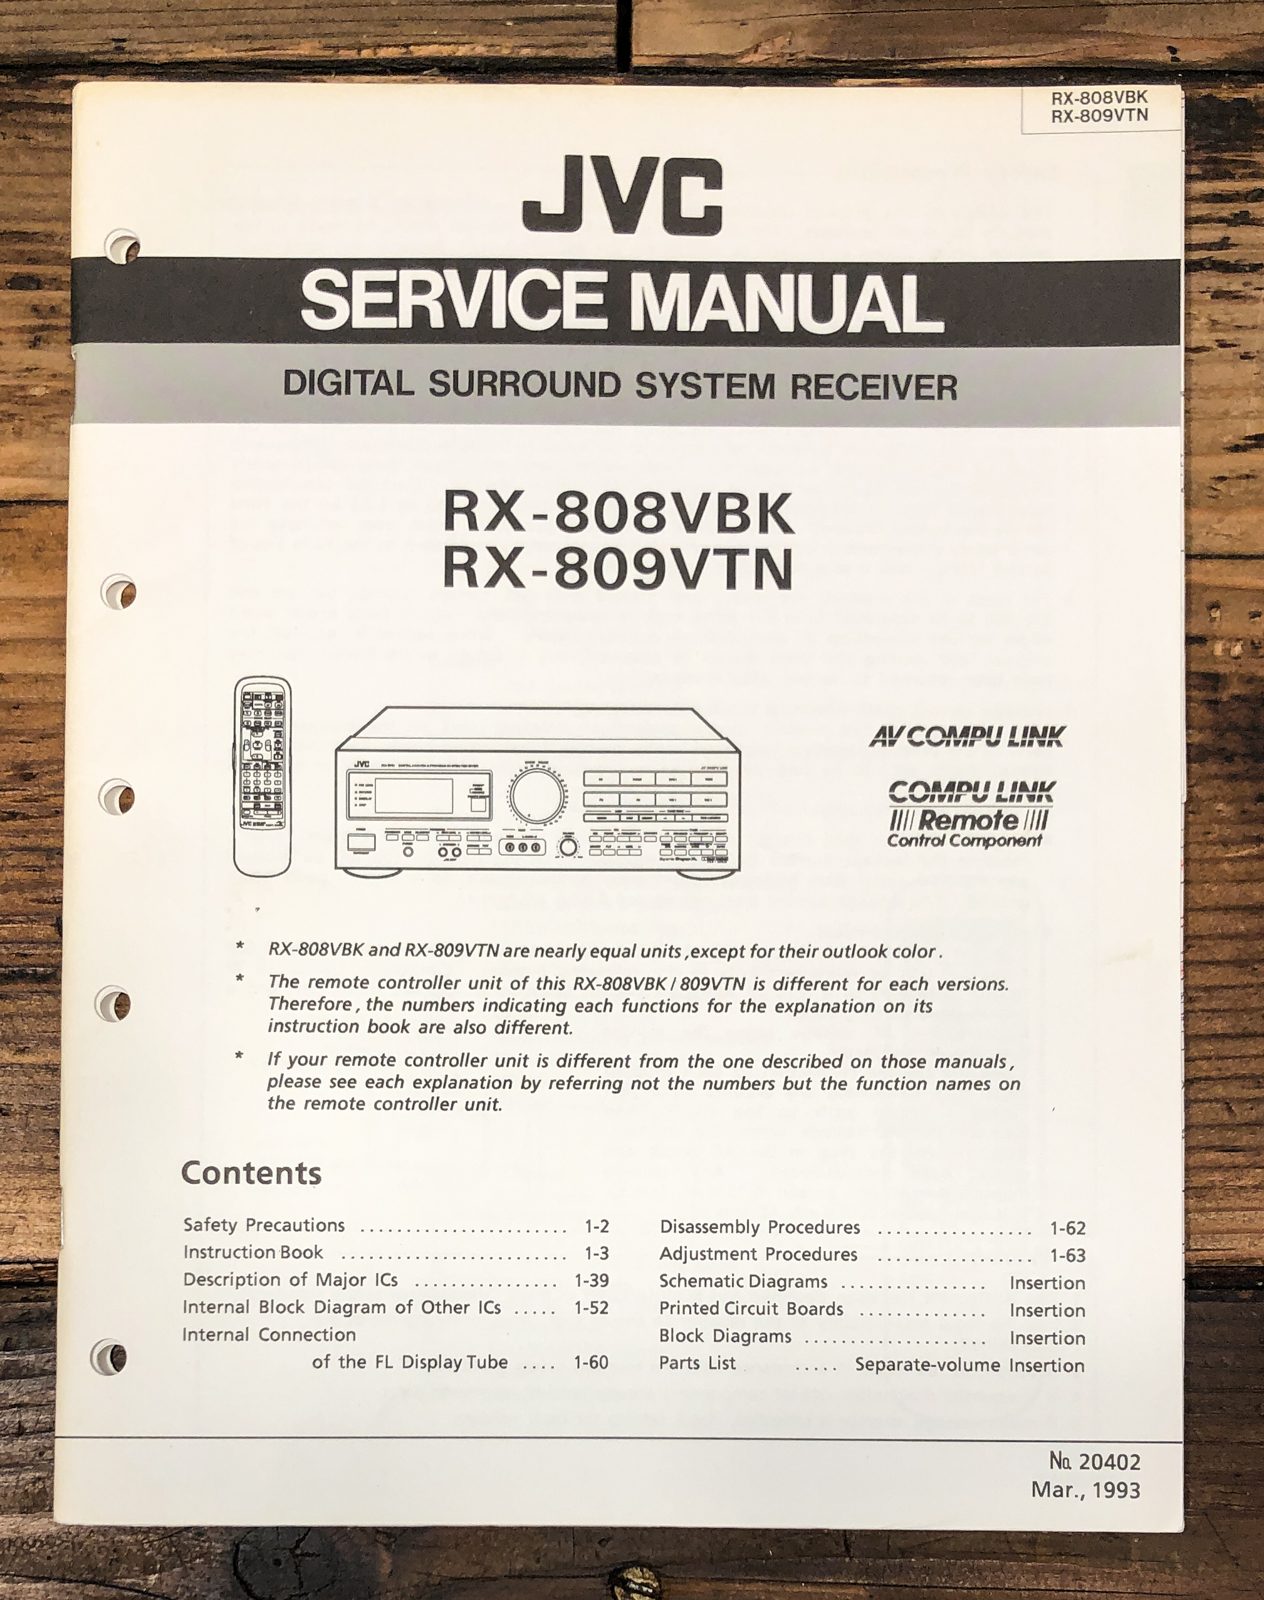 RX-808VBK
RX-809VTN
JVC
SERVICE MANUAL
DIGITAL SURROUND SYSTEM RECEIVER
RX-808VBK
RX-809VTN
JVC
AV COMPU LINK
COMPU LINK
Remote
Control Component
* RX-808VBK and RX-809VTN are nearly equal units ,except for their outlook color .
* The remote controller unit of this RX-808VBK / 809VTN is different for each versions.
Therefore , the numbers indicating each functions for the explanation on its
instruction book are also different.
* If your remote controller unit is different from the one described on those manuals ,
please see each explanation by referring not the numbers but the function names on
the remote controller unit.
Contents
Safety Precautions ....................... 1-2
Instruction Book ......................... 1-3
Description of Major ICs ................ 1-39
Internal Block Diagram of Other ICs ..... 1-52
Internal Connection
of the FL Display Tube .... 1-60
Disassembly Procedures ................. 1-62
Adjustment Procedures ................. 1-63
Schematic Diagrams ................ Insertion
Printed Circuit Boards .............. Insertion
Block Diagrams .................... Insertion
Parts List ..... Separate-volume Insertion
No. 20402
Mar., 1993